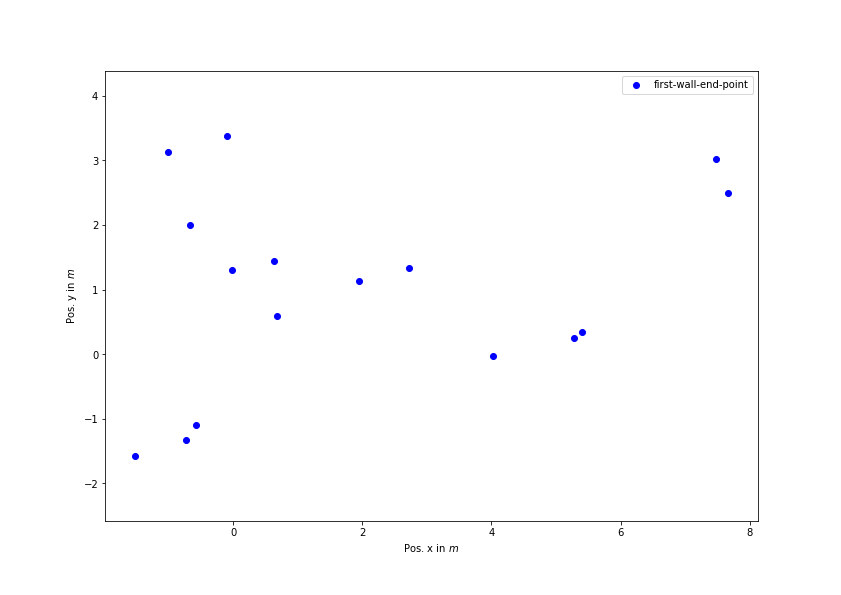 first-wall-end-point
4
3
2
1
0
−1
−2
Pos. y in m
0 2 4 6 8
Pos. x in m